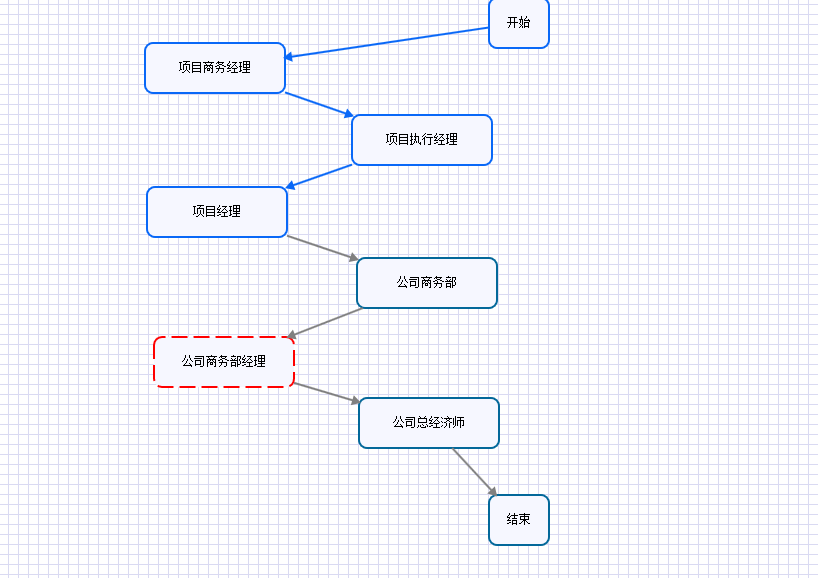 开始
项目商务经理
项目执行经理
项目经理
公司商务部
公司商务部经理
公司总经济师
结束